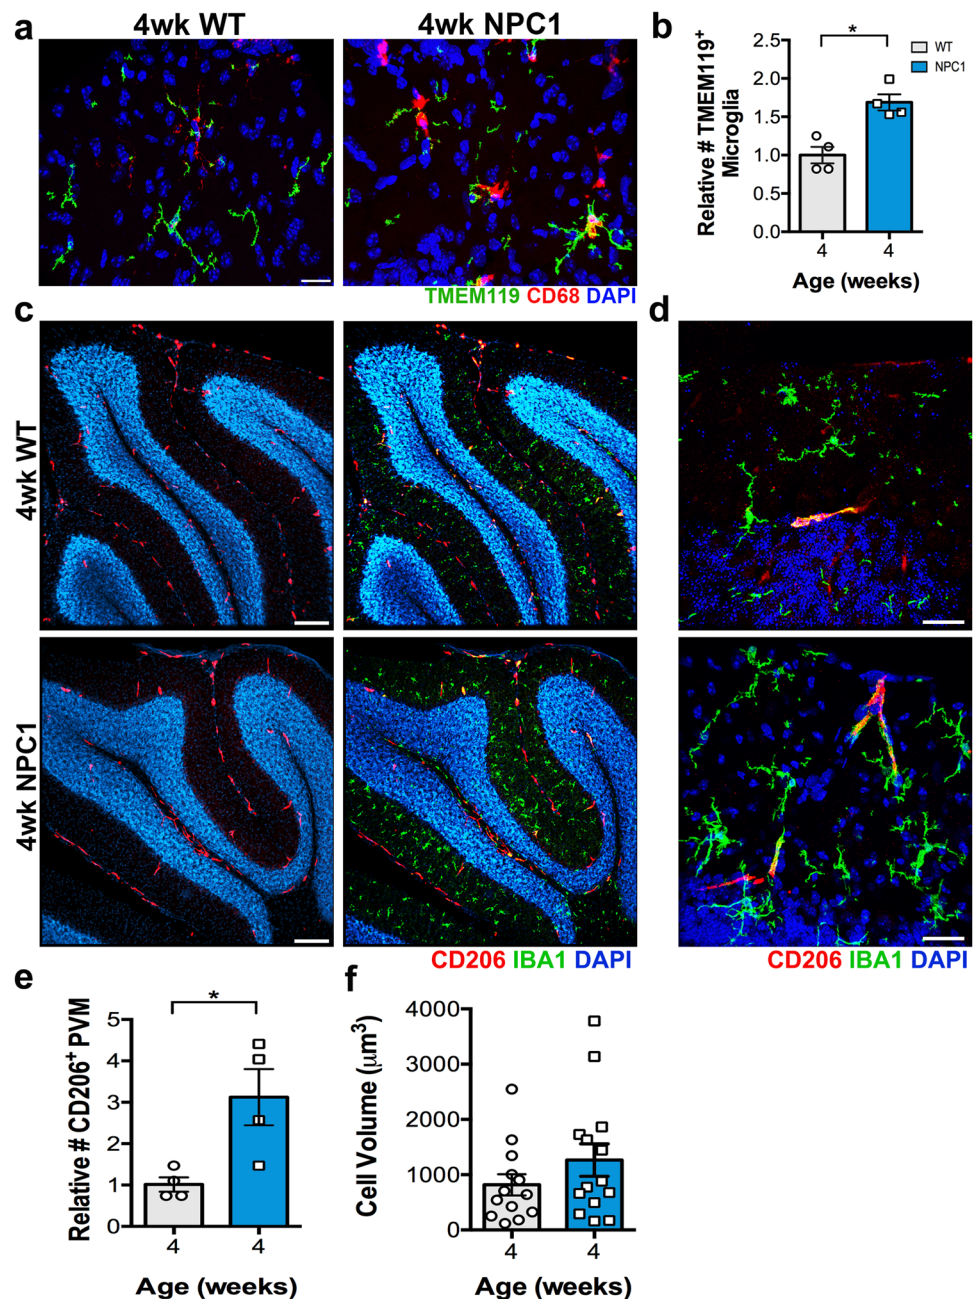 a
4wk WT
4wk NPC1
TMEM119 CD68 DAPI
b
Relative # TMEM119⁺
Microglia
2.5
2.0
1.5
1.0
0.5
0.0
*
WT
NPC1
4
4
Age (weeks)
c
4wk WT
4wk NPC1
CD206 IBA1 DAPI
d
CD206 IBA1 DAPI
e
Relative # CD206⁺ PVM
5
4
3
2
1
0
*
4
4
Age (weeks)
f
Cell Volume (μm³)
4000
3000
2000
1000
0
4
4
Age (weeks)